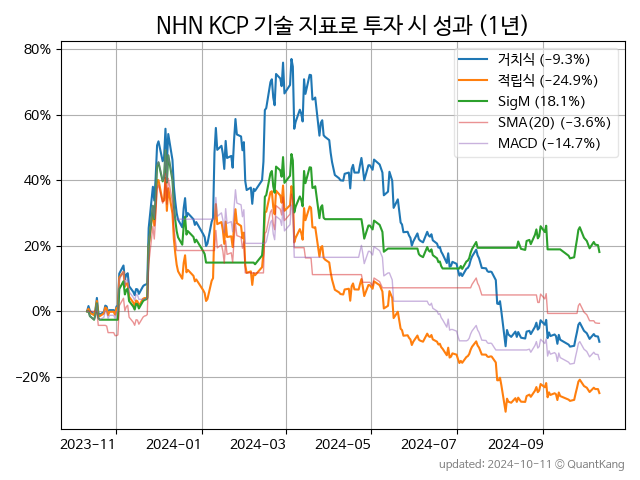 NHN KCP 기술 지표로 투자 시 성과 (1년)
80%
60%
40%
20%
0%
−20%
거치식 (−9.3%)
적립식 (−24.9%)
SigM (18.1%)
SMA(20) (−3.6%)
MACD (−14.7%)
2023-11
2024-01
2024-03
2024-05
2024-07
2024-09
updated: 2024-10-11 © QuantKang